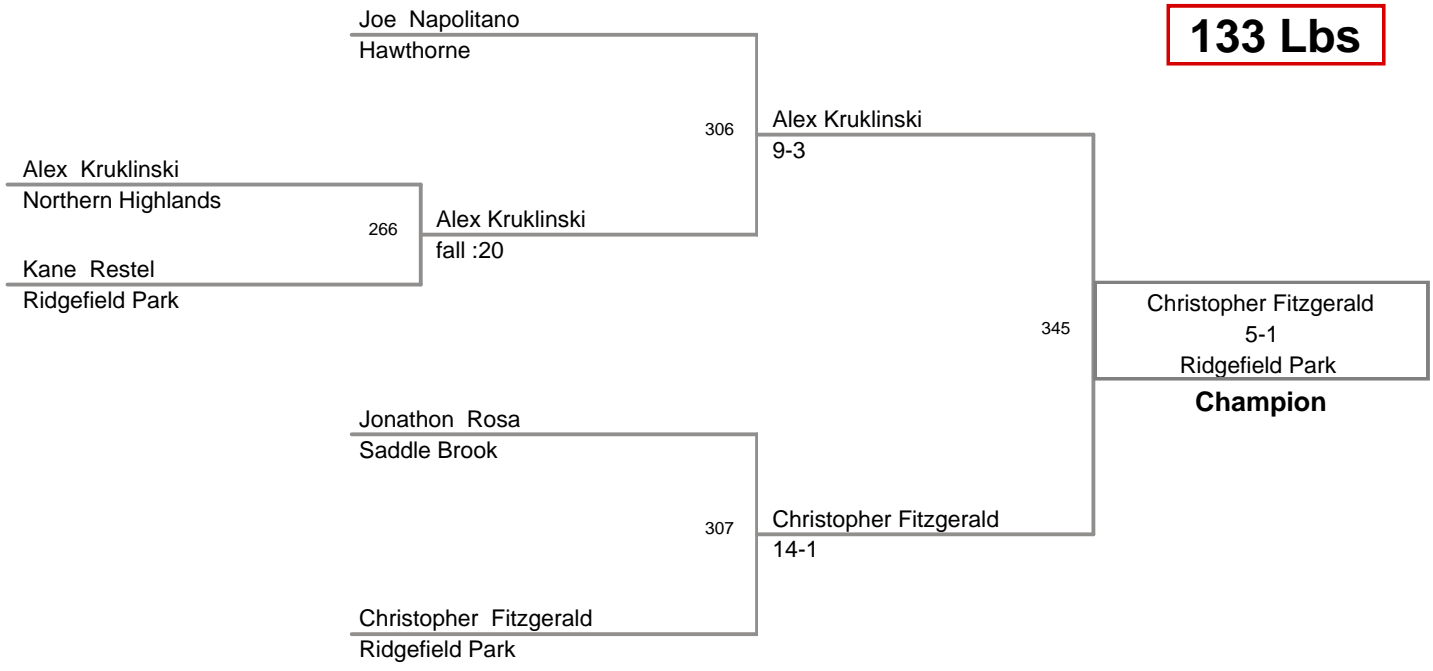 Joe Napolitano
Hawthorne
133 Lbs
306
Alex Kruklinski
9-3
Alex Kruklinski
Northern Highlands
266
Alex Kruklinski
fall :20
Kane Restel
Ridgefield Park
345
Christopher Fitzgerald
5-1
Ridgefield Park
Champion
Jonathon Rosa
Saddle Brook
307
Christopher Fitzgerald
14-1
Christopher Fitzgerald
Ridgefield Park